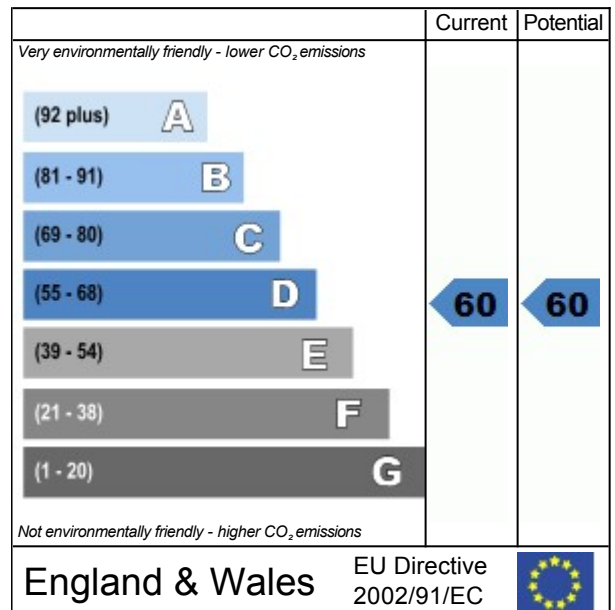 Current Potential
Very environmentally friendly - lower CO₂ emissions
(92 plus) A
(81 - 91) B
(69 - 80) C
(55 - 68) D 60 60
(39 - 54) E
(21 - 38) F
(1 - 20) G
Not environmentally friendly - higher CO₂ emissions
England & Wales
EU Directive
2002/91/EC